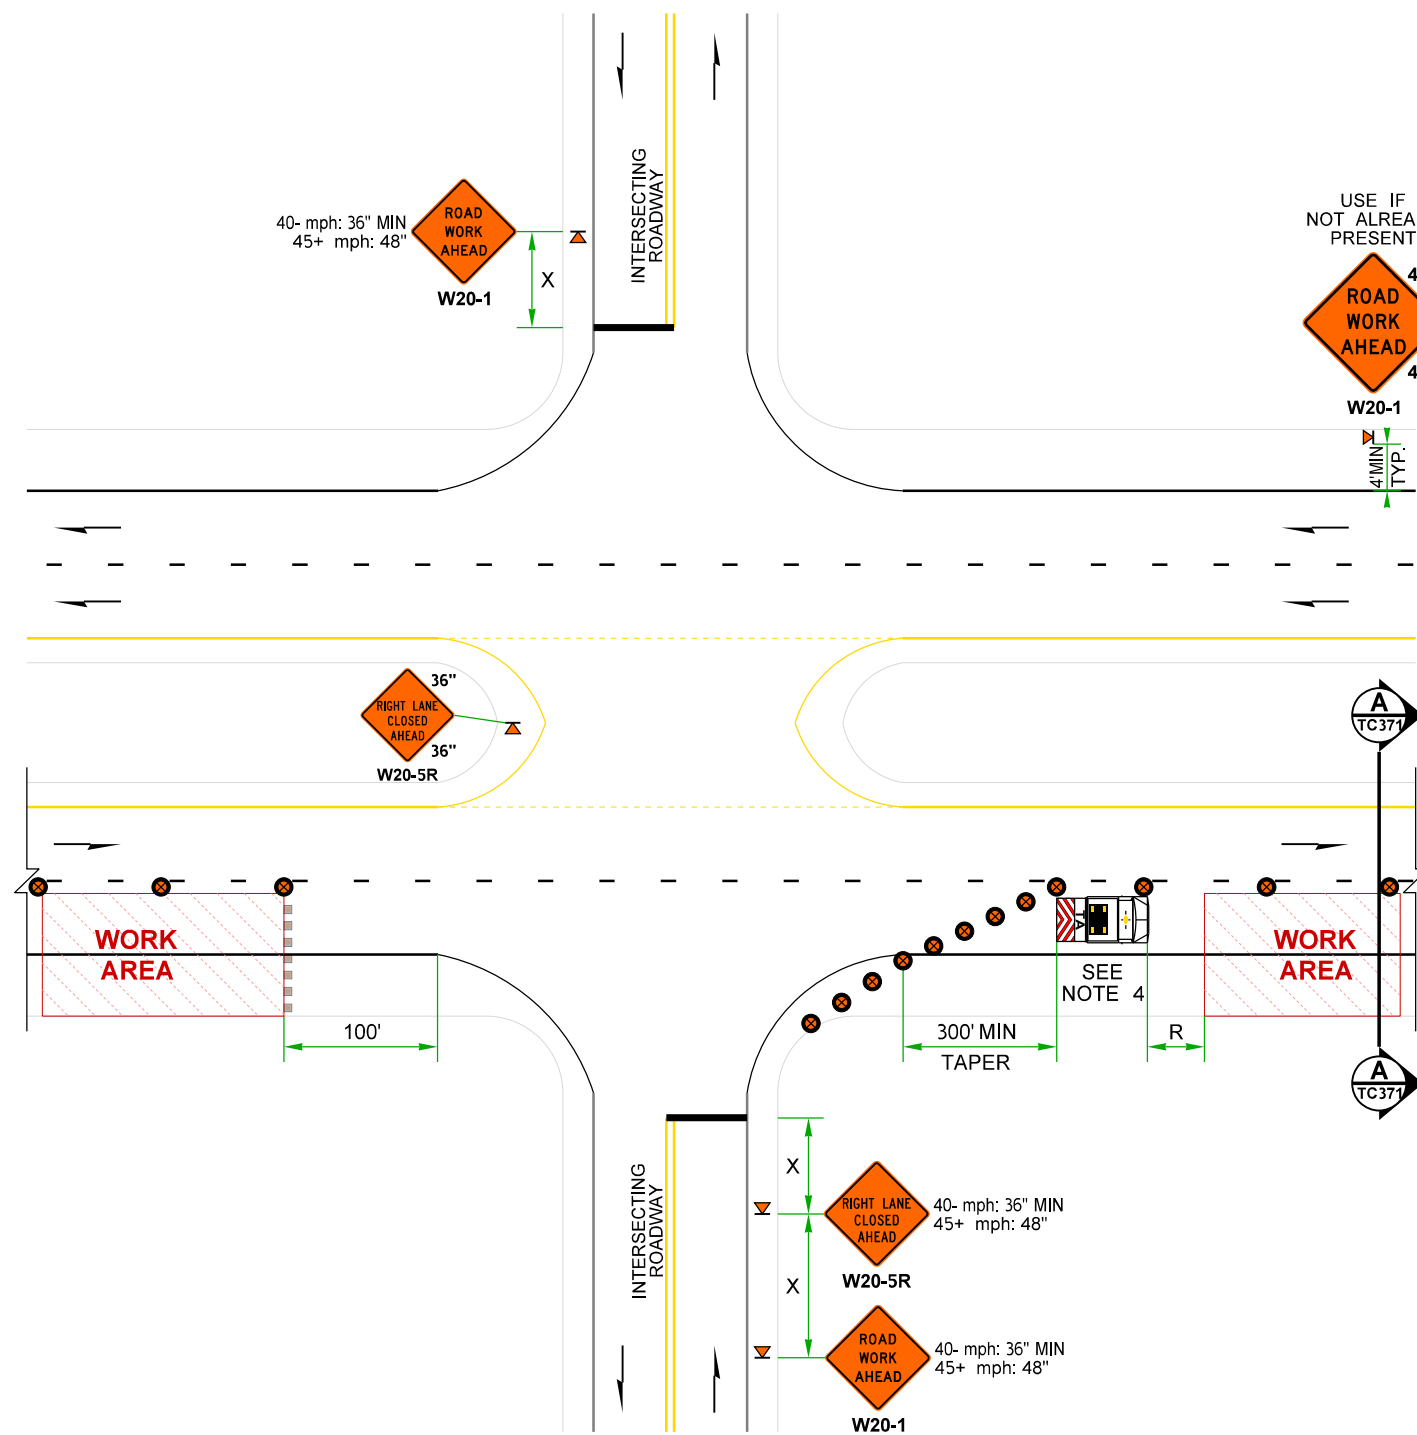 INTERSECTING
ROADWAY
40- mph: 36" MIN
45+ mph: 48"
ROAD
WORK
AHEAD
W20-1
X
USE IF
NOT ALREA
PRESENT
4
ROAD
WORK
AHEAD
4
W20-1
4'MIN
TYP.
36"
RIGHT LANE
CLOSED
AHEAD
36"
W20-5R
A
TC371
WORK
AREA
100'
SEE
NOTE 4
300' MIN
TAPER
R
WORK
AREA
A
TC371
INTERSECTING
ROADWAY
X
RIGHT LANE
CLOSED
AHEAD
40- mph: 36" MIN
45+ mph: 48"
W20-5R
X
ROAD
WORK
AHEAD
40- mph: 36" MIN
45+ mph: 48"
W20-1